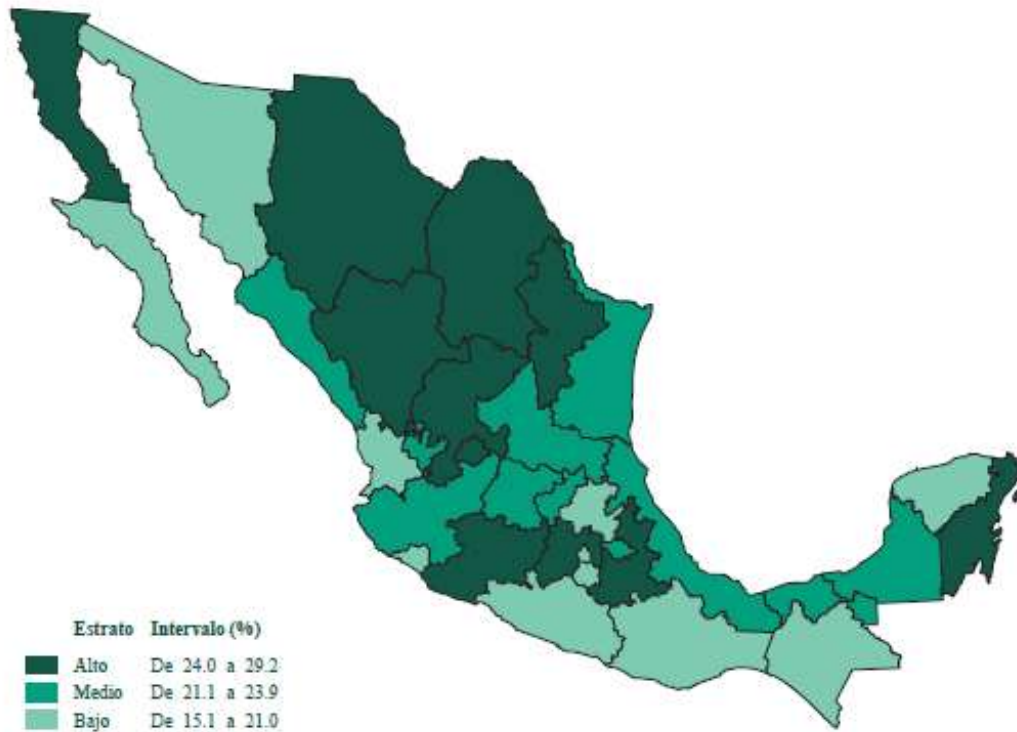 Estrato Intervalo (%)
Alto De 24.0 a 29.2
Medio De 21.1 a 23.9
Bajo De 15.1 a 21.0